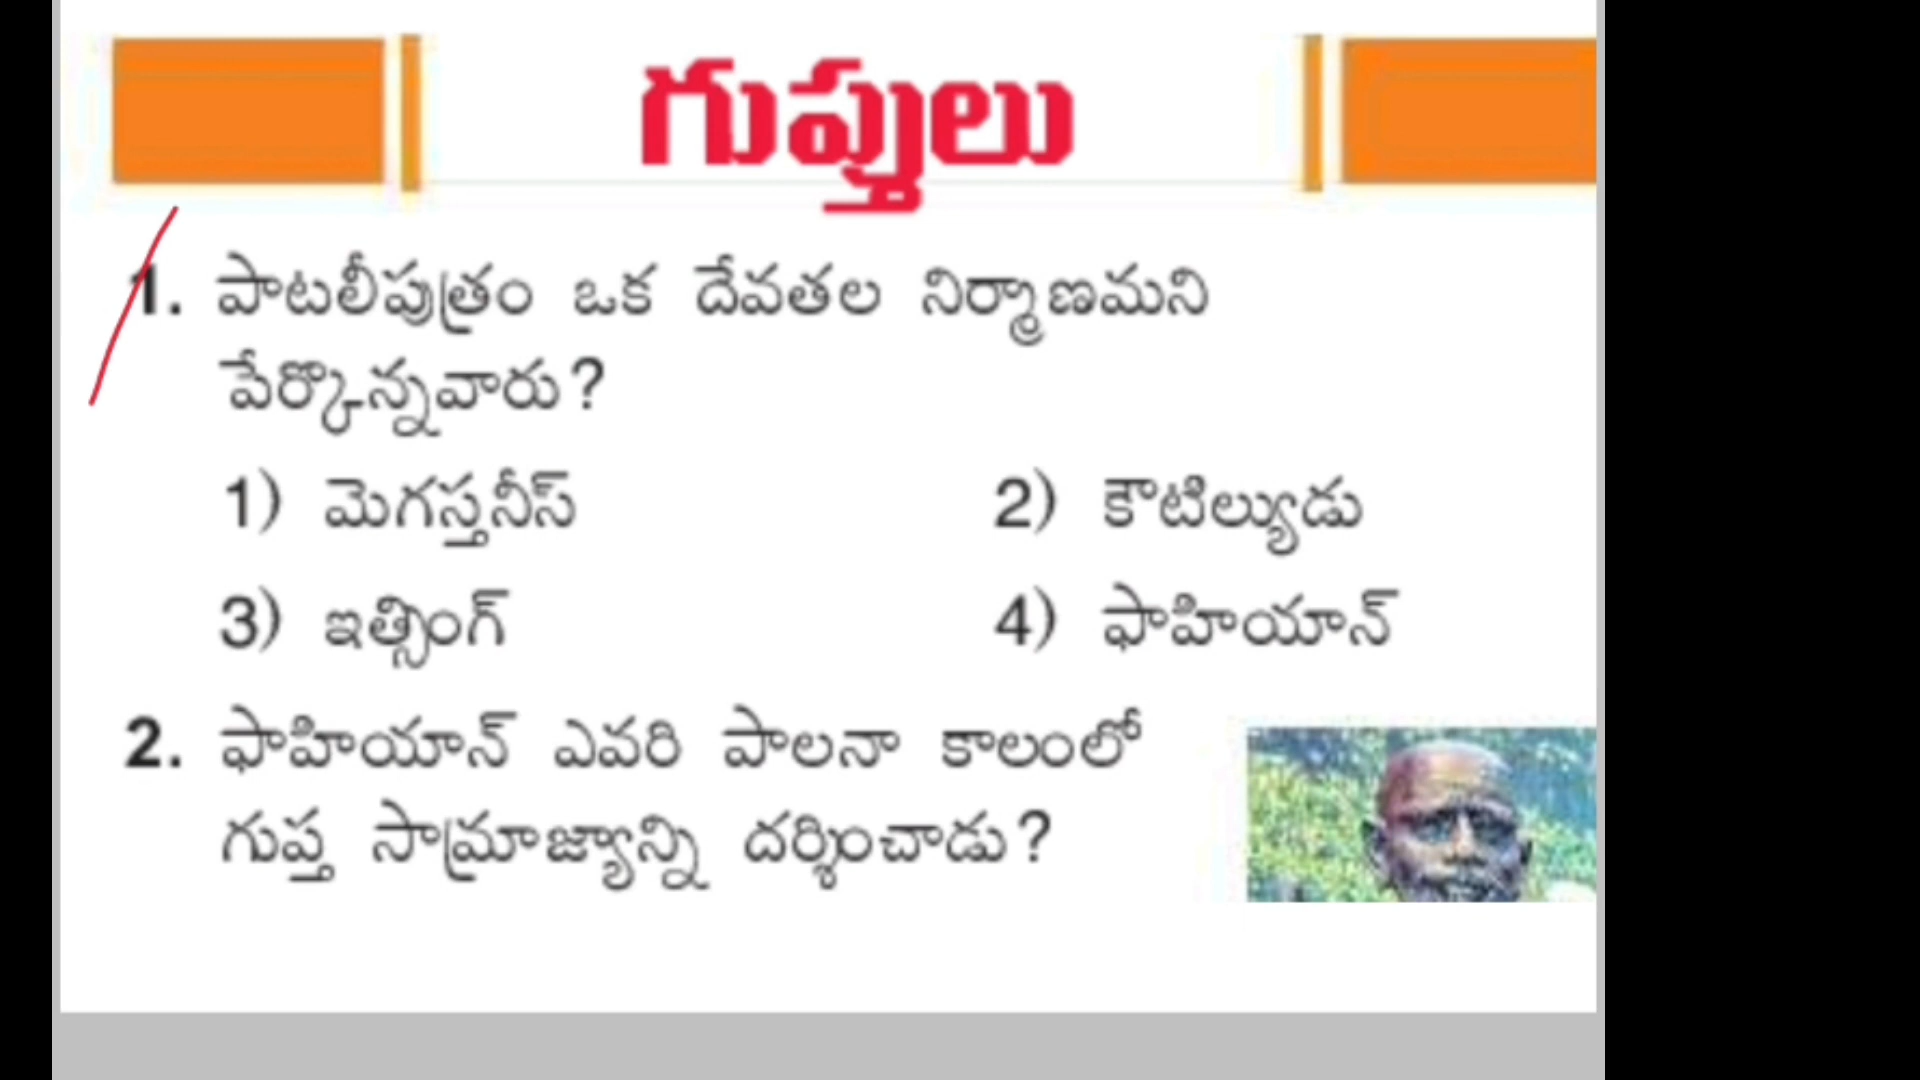 గుప్తులు
1. పాటలీపుత్రం ఒక దేవతల నిర్మాణమని
పేర్కొన్నవారు?
1) మెగస్తనీస్ 2) కౌటిల్యుడు
3) ఇత్సింగ్ 4) ఫాహియాన్
2. ఫాహియాన్ ఎవరి పాలనా కాలంలో
గుప్త సామ్రాజ్యాన్ని దర్శించాడు?